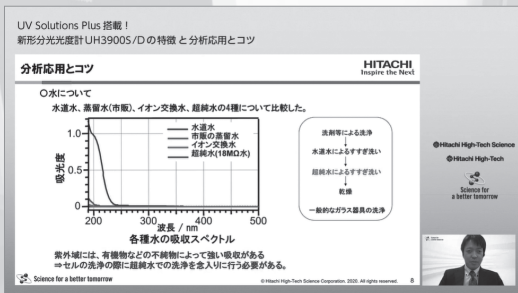 UV Solutions Plus 搭載！
新形分光光度計UH3900S/Dの特徴と分析応用とコツ
分析応用とコツ
HITACHI
Inspire the Next
○水について
水道水、蒸留水(市販)、イオン交換水、超純水の4種について比較した。
水道水
市販の蒸留水
イオン交換水
超純水(18MΩ水)
1.0
0.5
0
吸光度
200
300
400
500
波長 / nm
各種水の吸収スペクトル
洗剤等による洗浄
水道水によるすすぎ洗い
超純水によるすすぎ洗い
乾燥
一般的なガラス器具の洗浄
紫外域には、有機物などの不純物によって強い吸収がある
⇒セルの洗浄の際に超純水での洗浄を念入りに行う必要がある。
Science for a better tomorrow
© Hitachi High-Tech Science Corporation. 2020. All rights reserved.
8
Hitachi High-Tech Science
Hitachi High-Tech
Science for
a better tomorrow